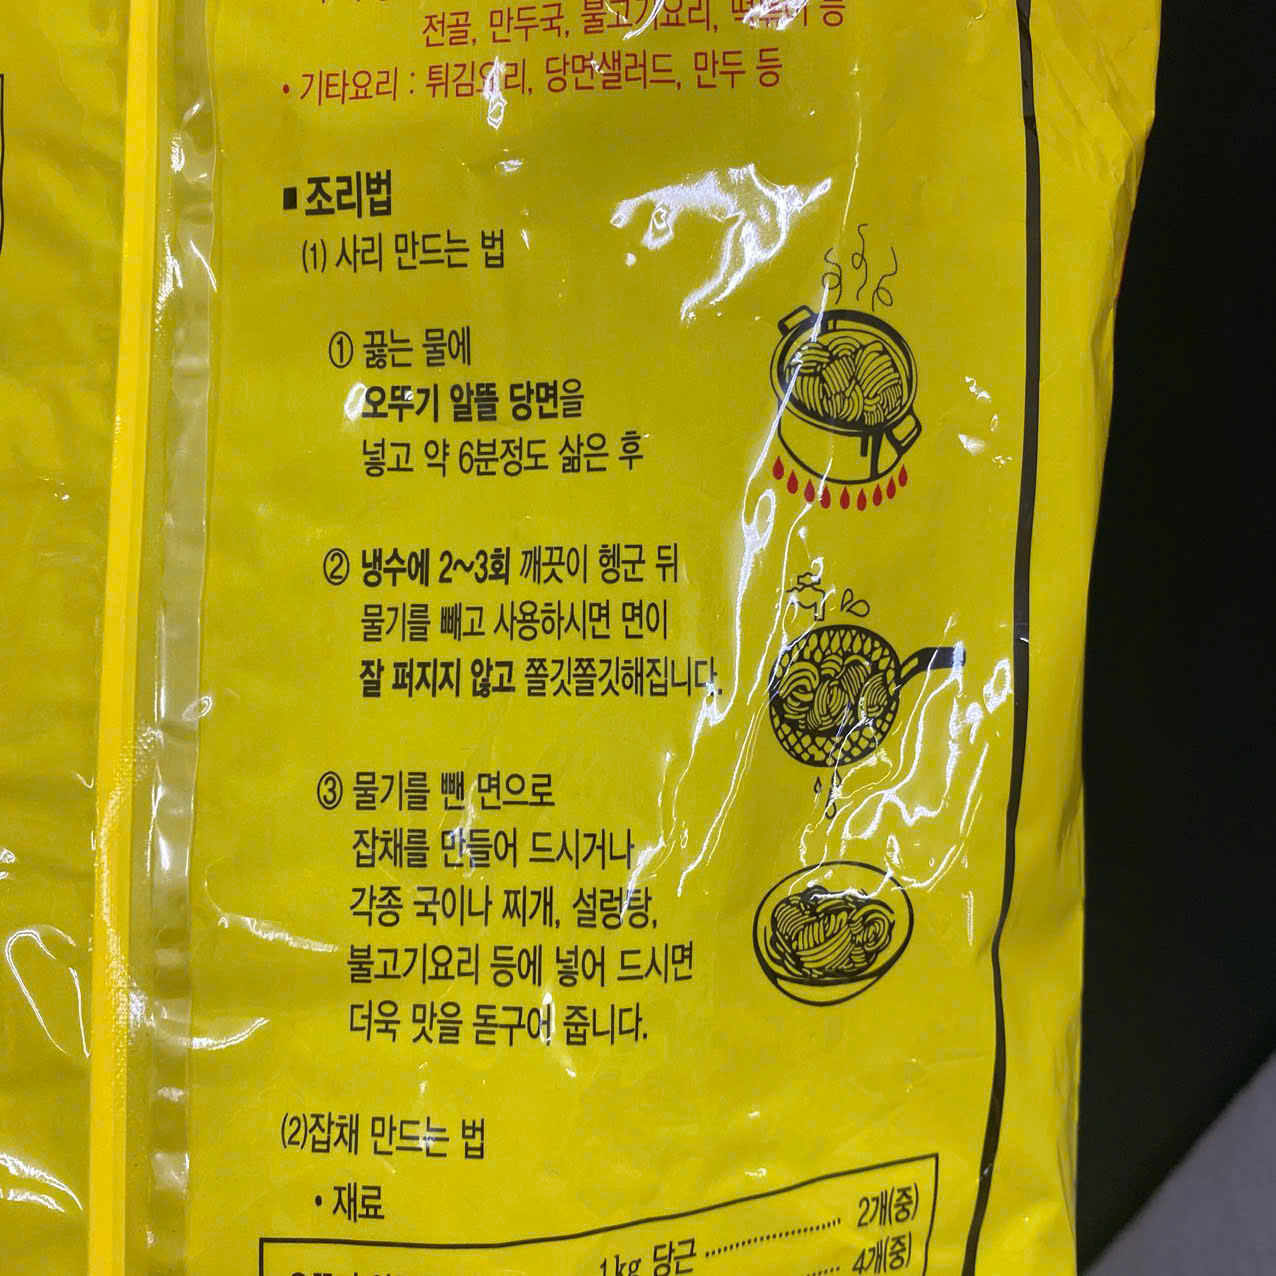 전골, 만두국, 불고기요리, 떡볶이 등
• 기타요리 : 튀김요리, 당면샐러드, 만두 등
■ 조리법
(1) 사리 만드는 법
① 끓는 물에
오뚜기 알뜰 당면을
넣고 약 6분정도 삶은 후
② 냉수에 2~3회 깨끗이 헹군 뒤
물기를 빼고 사용하시면 면이
잘 퍼지지 않고 쫄깃쫄깃해집니다.
③ 물기를 뺀 면으로
잡채를 만들어 드시거나
각종 국이나 찌개, 설렁탕,
불고기요리 등에 넣어 드시면
더욱 맛을 돋구어 줍니다.
(2)잡채 만드는 법
• 재료
1kg 당근 ........................ 2개(중)
4개(중)